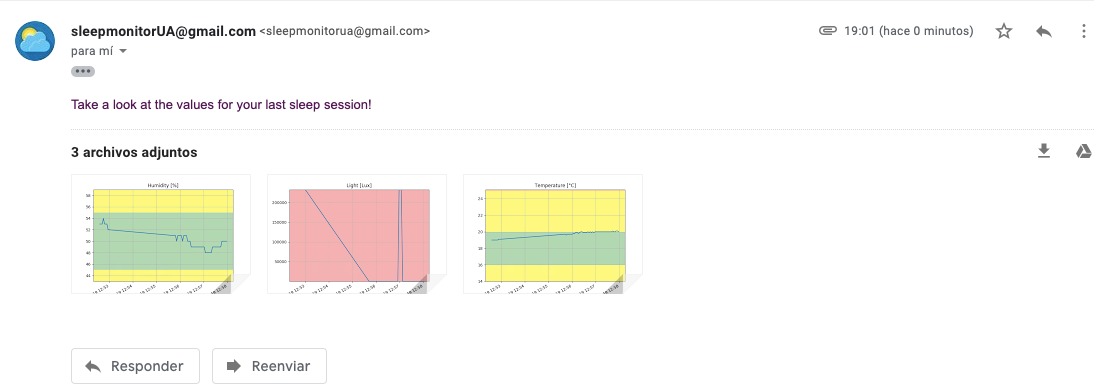 sleepmonitorUA@gmail.com <sleepmonitorua@gmail.com> 19:01 (hace 0 minutos)
para mí
Take a look at the values for your last sleep session!
3 archivos adjuntos
Humidity [%]
58
56
54
52
50
48
46
44
Light [Lux]
200000
150000
100000
50000
Temperature [°C]
24
22
20
18
16
14
Responder
Reenviar